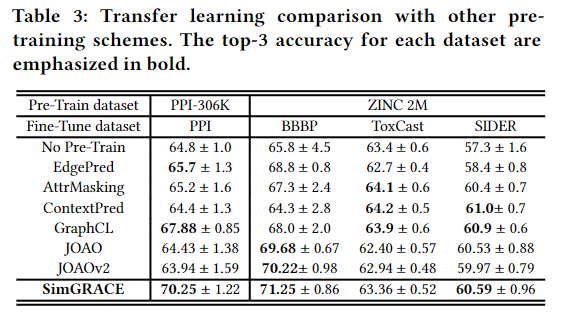 Table 3: Transfer learning comparison with other pre-
training schemes. The top-3 accuracy for each dataset are
emphasized in bold.
Pre-Train dataset PPI-306K ZINC 2M
Fine-Tune dataset PPI BBBP ToxCast SIDER
No Pre-Train 64.8 ± 1.0 65.8 ± 4.5 63.4 ± 0.6 57.3 ± 1.6
EdgePred 65.7 ± 1.3 68.8 ± 0.8 62.7 ± 0.4 58.4 ± 0.8
AttrMasking 65.2 ± 1.6 67.3 ± 2.4 64.1 ± 0.6 60.4 ± 0.7
ContextPred 64.4 ± 1.3 64.3 ± 2.8 64.2 ± 0.5 61.0± 0.7
GraphCL 67.88 ± 0.85 68.0 ± 2.0 63.9 ± 0.6 60.9 ± 0.6
JOAO 64.43 ± 1.38 69.68 ± 0.67 62.40 ± 0.57 60.53 ± 0.88
JOAOv2 63.94 ± 1.59 70.22± 0.98 62.94 ± 0.48 59.97 ± 0.79
SimGRACE 70.25 ± 1.22 71.25 ± 0.86 63.36 ± 0.52 60.59 ± 0.96